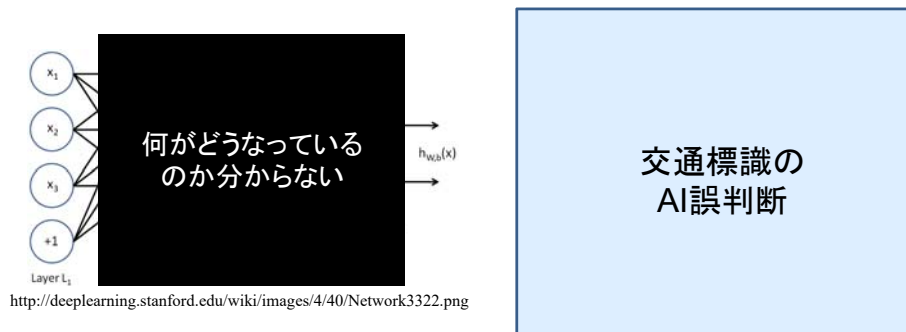 x1
x2
x3
+1
Layer L1
何がどうなっている
のか分からない
hW,b(x)
http://deeplearning.stanford.edu/wiki/images/4/40/Network3322.png
交通標識の
AI誤判断